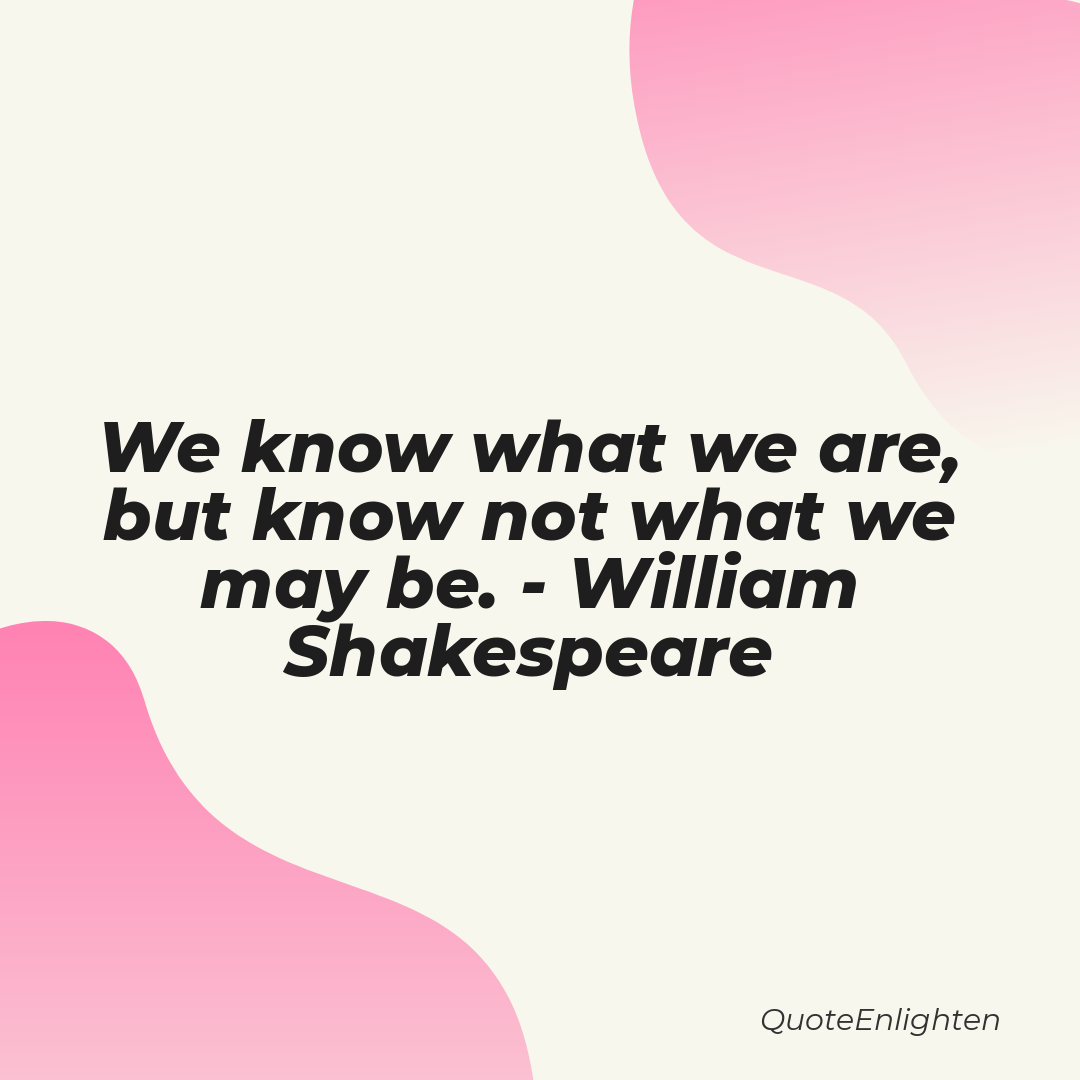 We know what we are,
but know not what we
may be. - William
Shakespeare
QuoteEnlighten